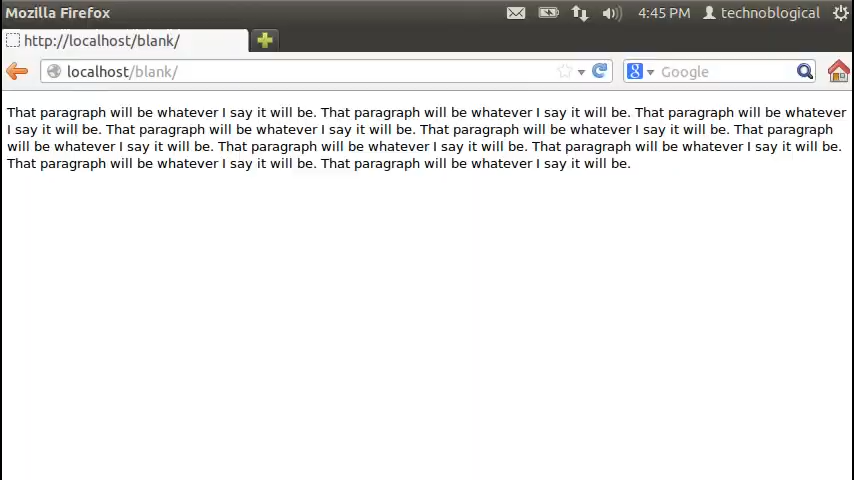 Mozilla Firefox 4:45 PM technoblogical
http://localhost/blank/
localhost/blank/ 8 Google
That paragraph will be whatever I say it will be. That paragraph will be whatever I say it will be. That paragraph will be whatever
I say it will be. That paragraph will be whatever I say it will be. That paragraph will be whatever I say it will be. That paragraph
will be whatever I say it will be. That paragraph will be whatever I say it will be. That paragraph will be whatever I say it will be.
That paragraph will be whatever I say it will be. That paragraph will be whatever I say it will be.